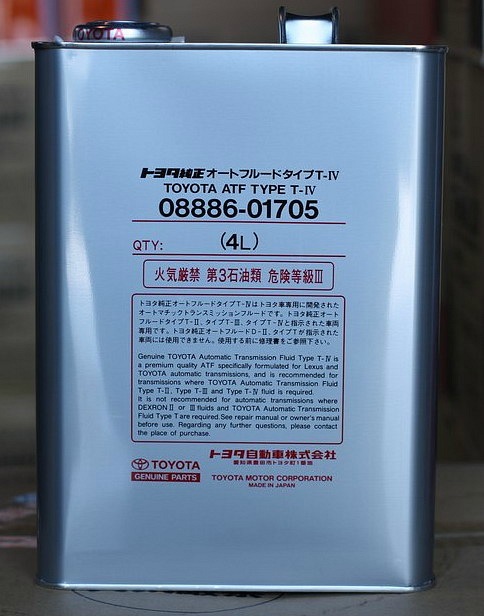 TOYOTA
トヨタ純正オートフルードタイプT-Ⅳ
TOYOTA ATF TYPE T-Ⅳ
08886-01705
QTY: (4L)
火気厳禁 第3石油類 危険等級Ⅲ
トヨタ純正オートフルードタイプT-Ⅳはトヨタ車専用に開発された
オートマチックトランスミッションフルードです。トヨタ純正オート
フルードタイプT-Ⅱ、タイプT-Ⅲ、タイプT-Ⅳと指示された車両
専用です。トヨタ純正オートフルードD-Ⅱ、タイプTが指示された
車両には使用できません。使用する前に修理書をご参照下さい。
Genuine TOYOTA Automatic Transmission Fluid Type T-Ⅳ is
a premium quality ATF specifically formulated for Lexus and
TOYOTA automatic transmissions, and is recommended for
transmissions where TOYOTA Automatic Transmission Fluid
Type T-Ⅱ, Type T-Ⅲ and Type T-Ⅳ fluid is required.
It is not recommended for automatic transmissions where
DEXRON Ⅱ or Ⅲ fluids and TOYOTA Automatic Transmission
Fluid Type T are required. See repair manual or owner's manual
before use. Regarding any further questions, please contact
the place of purchase.
トヨタ自動車株式会社
愛知県豊田市トヨタ町1番地
TOYOTA
GENUINE PARTS
TOYOTA MOTOR CORPORATION
MADE IN JAPAN